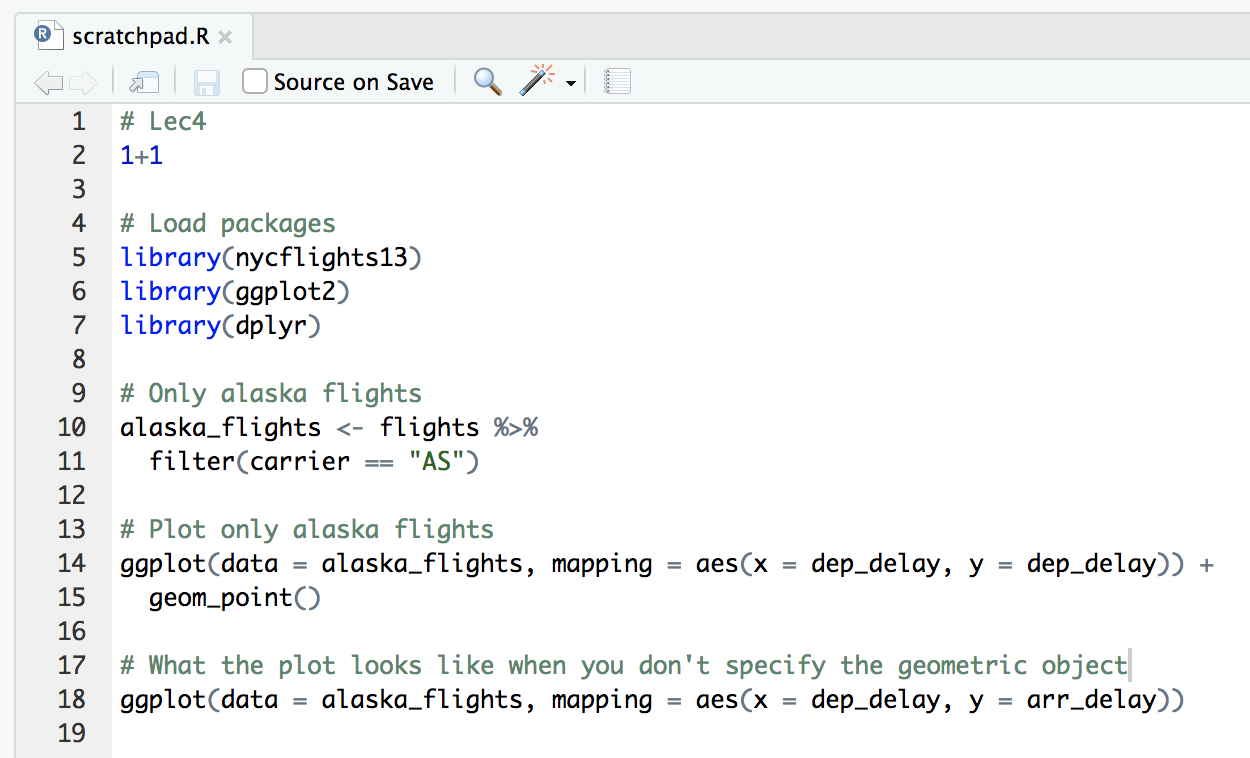 scratchpad.R
Source on Save
1 # Lec4
2 1+1
3
4 # Load packages
5 library(nycflights13)
6 library(ggplot2)
7 library(dplyr)
8
9 # Only alaska flights
10 alaska_flights <- flights %>%
11   filter(carrier == "AS")
12
13 # Plot only alaska flights
14 ggplot(data = alaska_flights, mapping = aes(x = dep_delay, y = dep_delay)) +
15   geom_point()
16
17 # What the plot looks like when you don't specify the geometric object
18 ggplot(data = alaska_flights, mapping = aes(x = dep_delay, y = arr_delay))
19